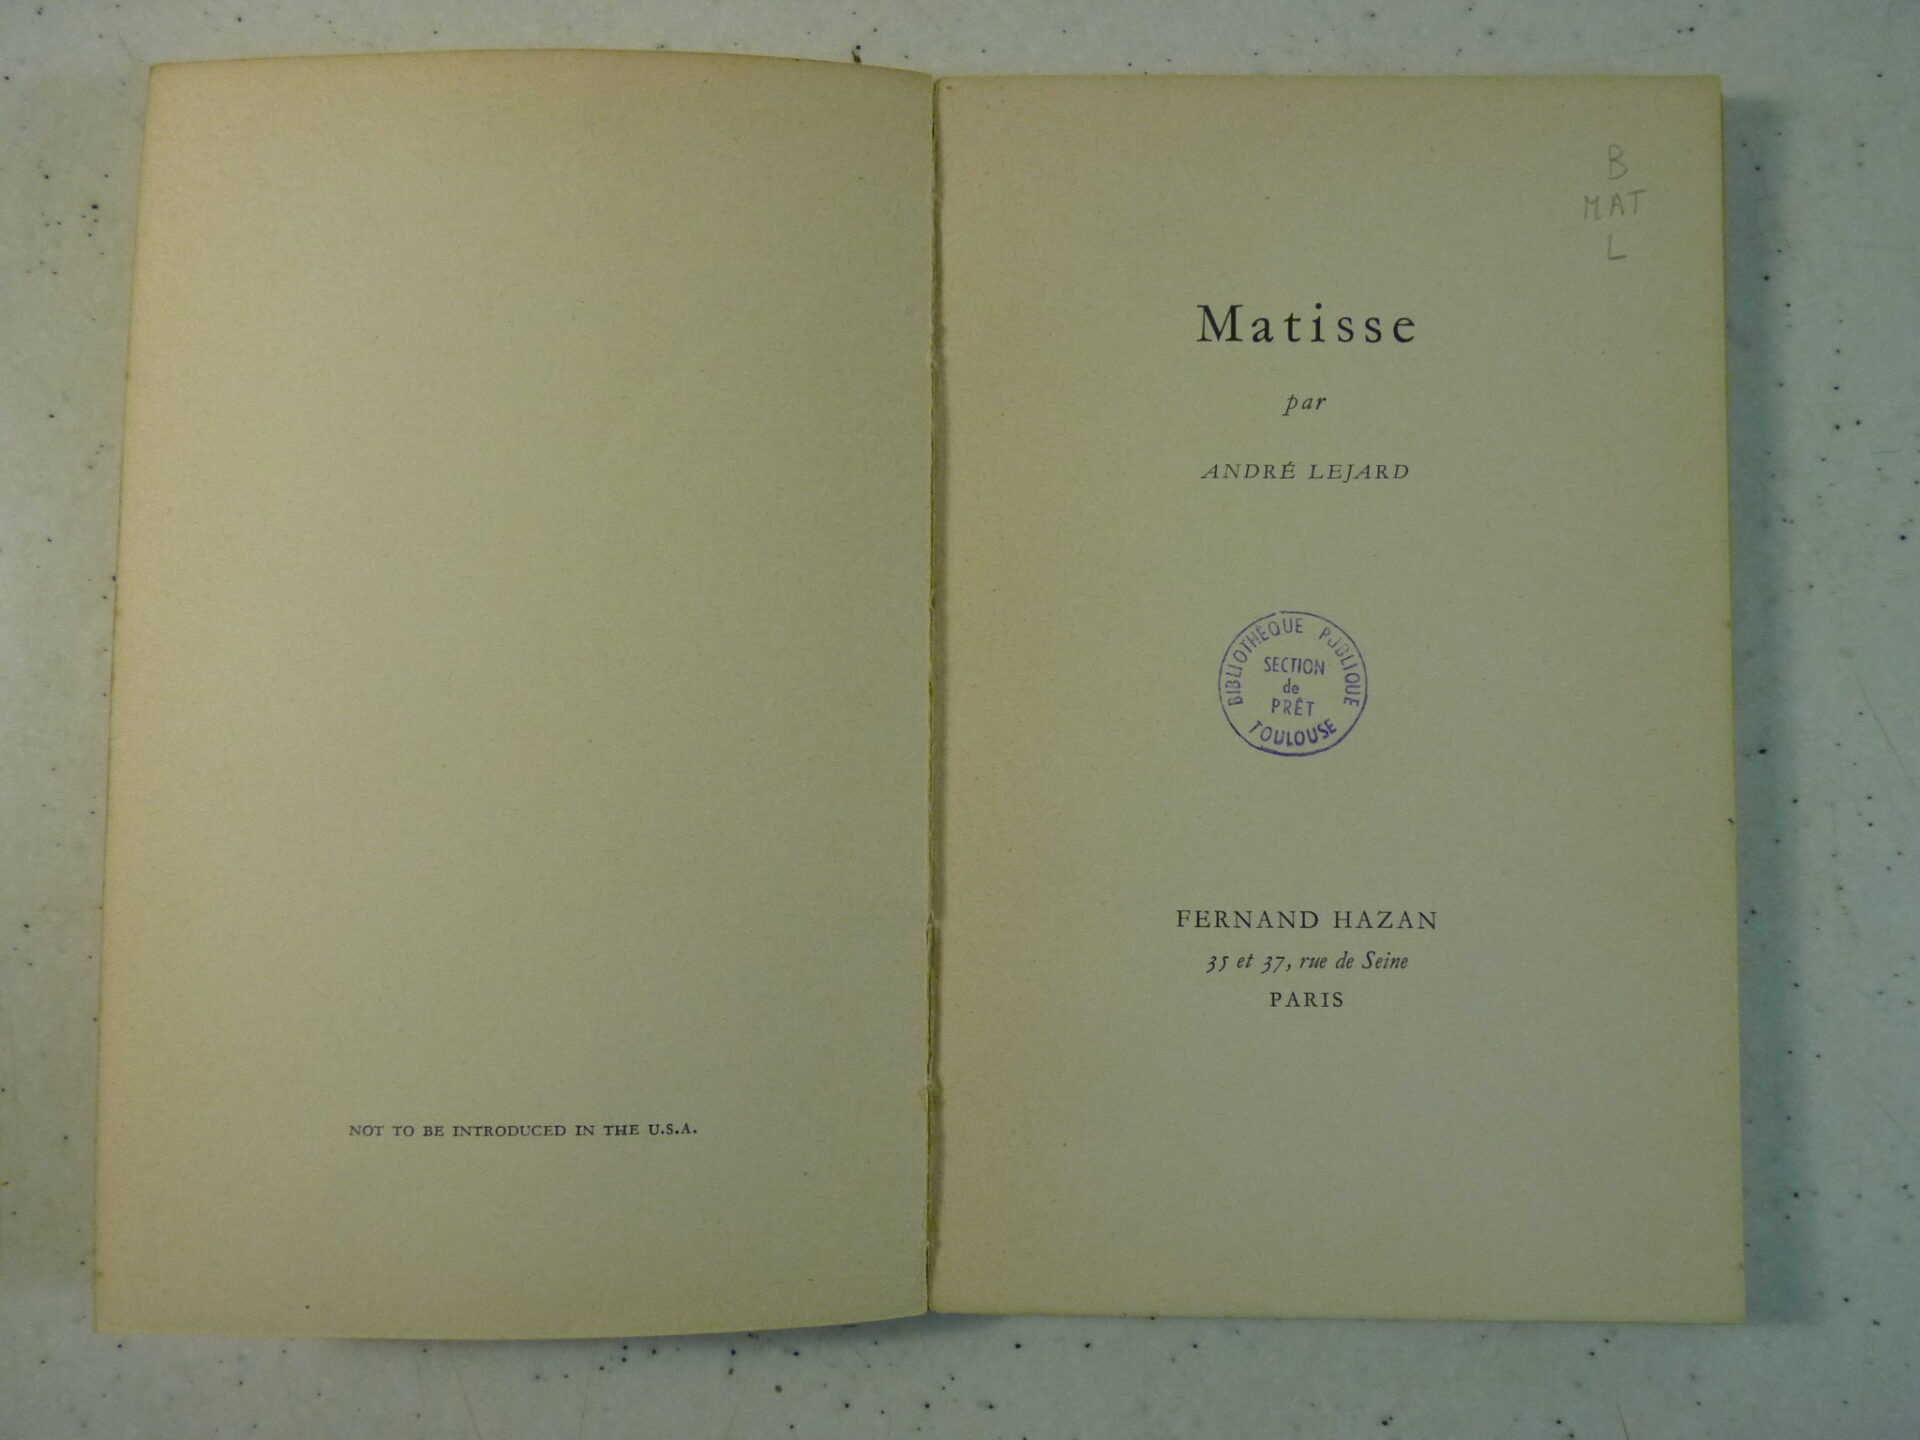 NOT TO BE INTRODUCED IN THE U.S.A.
B
MAT
L
Matisse
par
ANDRÉ LEJARD
BIBLIOTHÈQUE PUBLIQUE
SECTION
de
PRÊT
TOULOUSE
FERNAND HAZAN
35 et 37, rue de Seine
PARIS